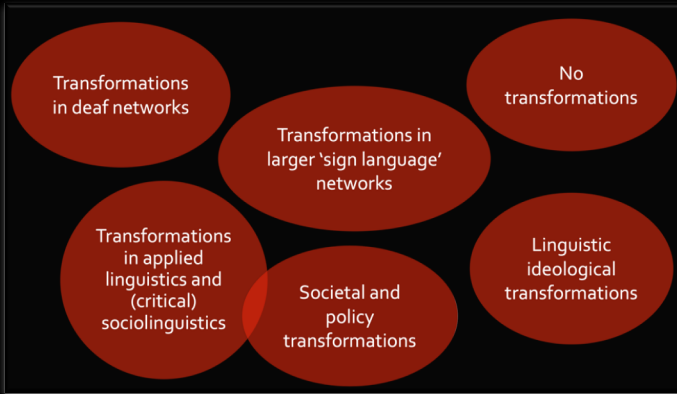 Transformations
in deaf networks
No
transformations
Transformations in
larger ‘sign language’
networks
Transformations
in applied
linguistics and
(critical)
sociolinguistics
Societal and
policy
transformations
Linguistic
ideological
transformations